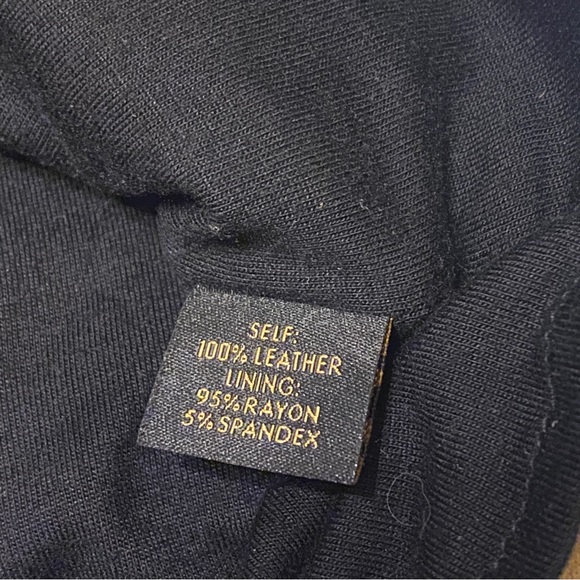 SELF:
100% LEATHER
LINING:
95% RAYON
5% SPANDEX